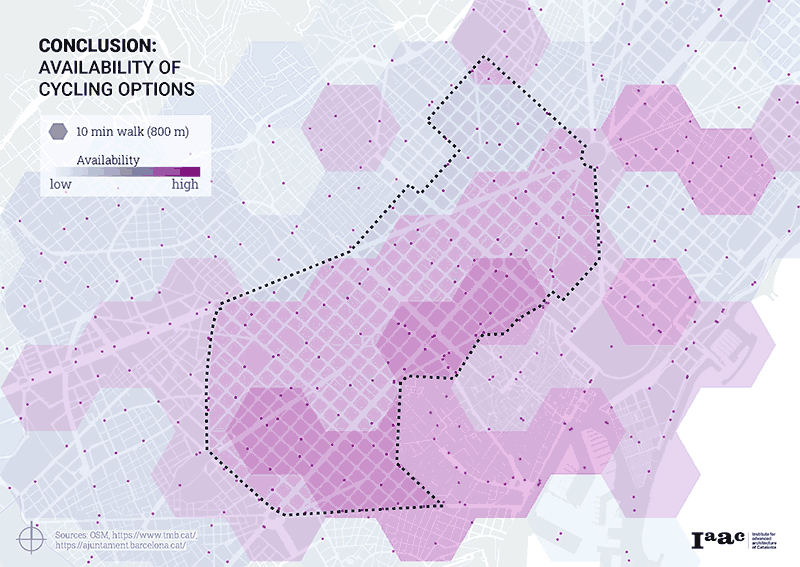 CONCLUSION:
AVAILABILITY OF
CYCLING OPTIONS
10 min walk (800 m)
Availability
low high
Sources: OSM, https://www.tmb.cat/,
https://ajuntament.barcelona.cat/
Iaac
Institute for
advanced
architecture
of Catalonia